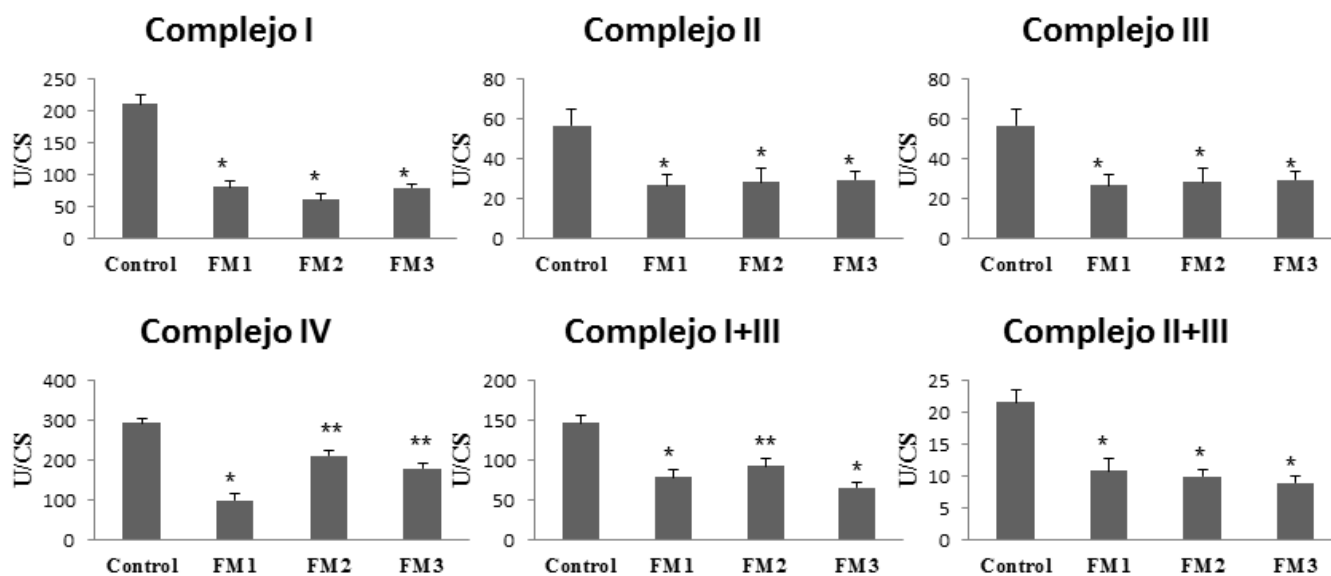 Complejo I
U/CS
250
200
150
100
50
0
* * *
Control FM1 FM2 FM3
Complejo II
U/CS
80
60
40
20
0
* * *
Control FM1 FM2 FM3
Complejo III
U/CS
80
60
40
20
0
* * *
Control FM1 FM2 FM3
Complejo IV
U/CS
400
300
200
100
0
* ** **
Control FM1 FM2 FM3
Complejo I+III
U/CS
200
150
100
50
0
* ** *
Control FM1 FM2 FM3
Complejo II+III
U/CS
25
20
15
10
5
0
* * *
Control FM1 FM2 FM3